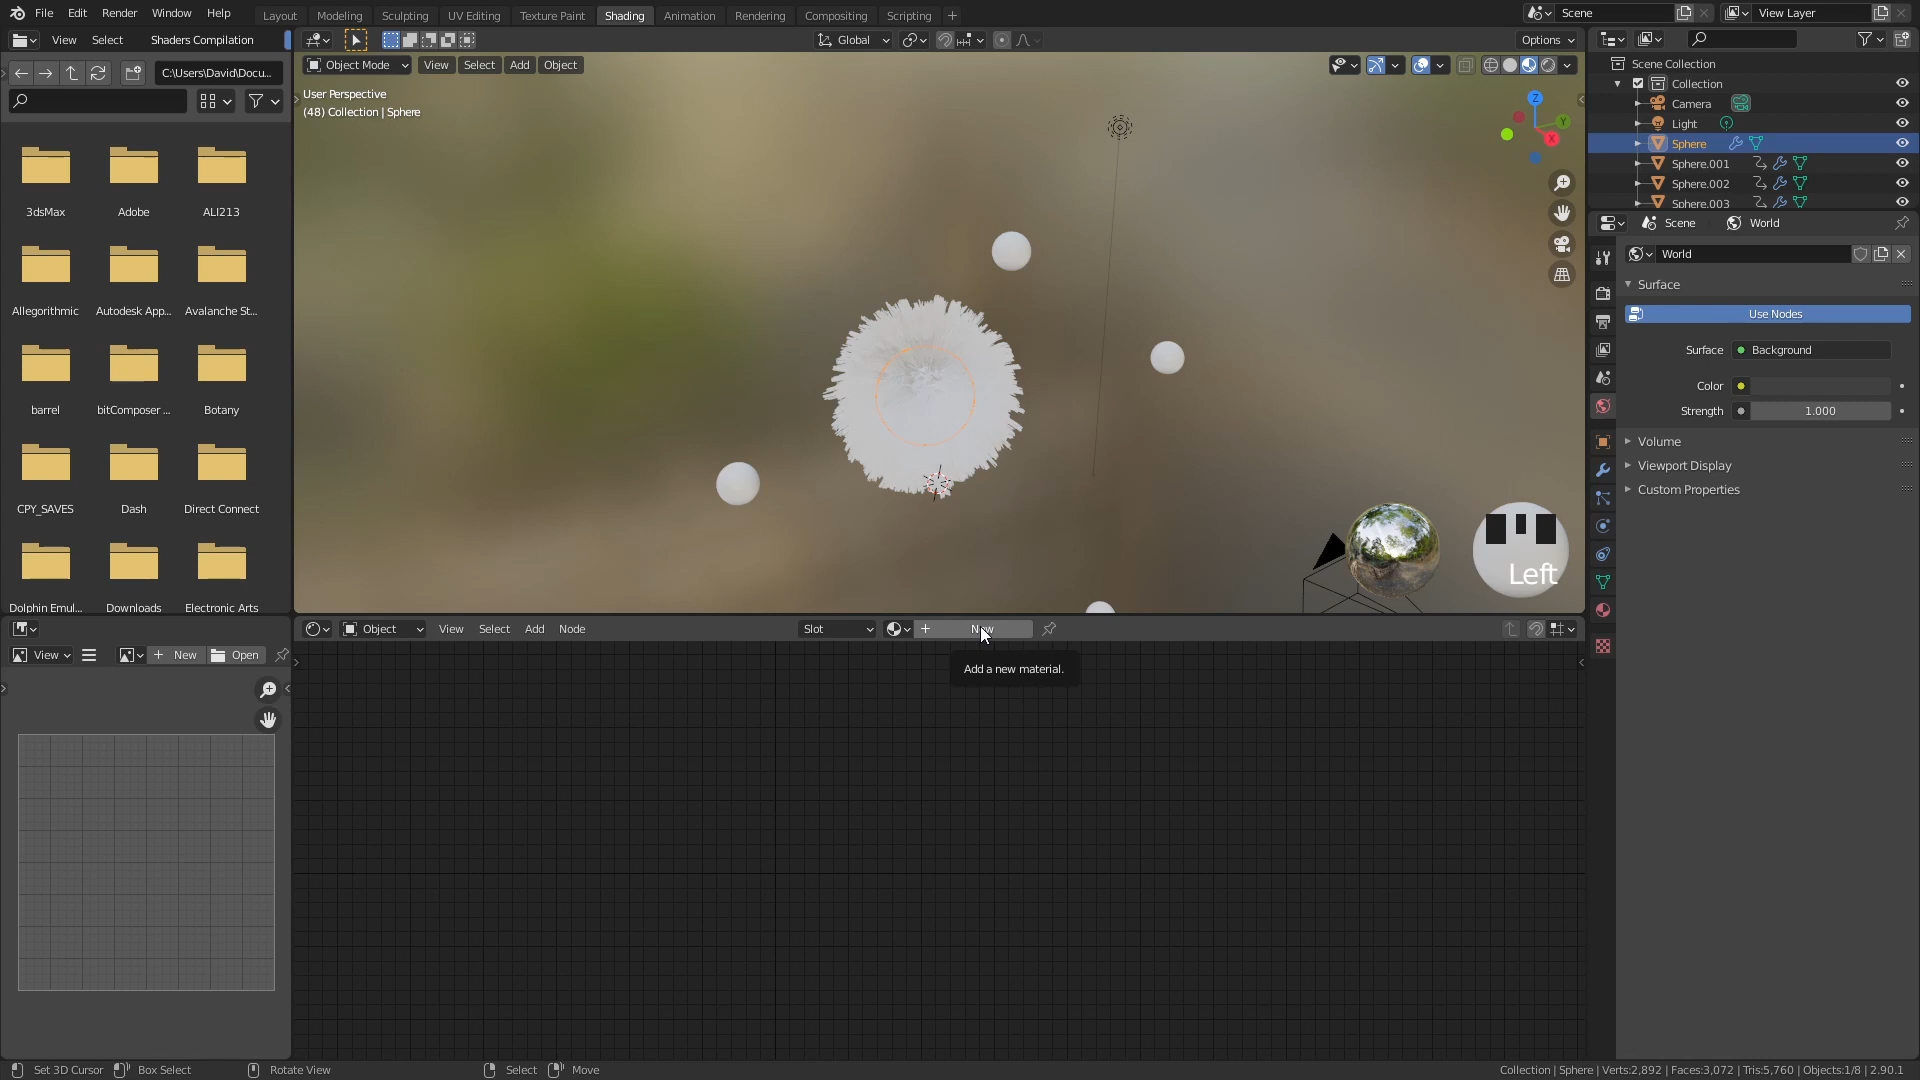 File Edit Render Window Help
Layout Modeling Sculpting UV Editing Texture Paint Shading Animation Rendering Compositing Scripting
Scene
View Layer
View Select Shaders Compilation
Global
Options
C:\Users\David\Docu...
Object Mode View Select Add Object
User Perspective
(48) Collection | Sphere
Z
Y
X
Scene Collection
Collection
Camera
Light
Sphere
Sphere.001
Sphere.002
Sphere.003
3dsMax Adobe ALI213
Allegorithmic Autodesk App... Avalanche St...
barrel bitComposer ... Botany
CPY_SAVES Dash Direct Connect
Dolphin Emul... Downloads Electronic Arts
Scene World
World
Surface
Use Nodes
Surface Background
Color
Strength 1.000
Volume
Viewport Display
Custom Properties
Left
Object View Select Add Node Slot New
Add a new material.
View New Open
Set 3D Cursor Box Select Rotate View Select Move
Collection | Sphere | Verts:2,892 | Faces:3,072 | Tris:5,760 | Objects:1/8 | 2.90.1